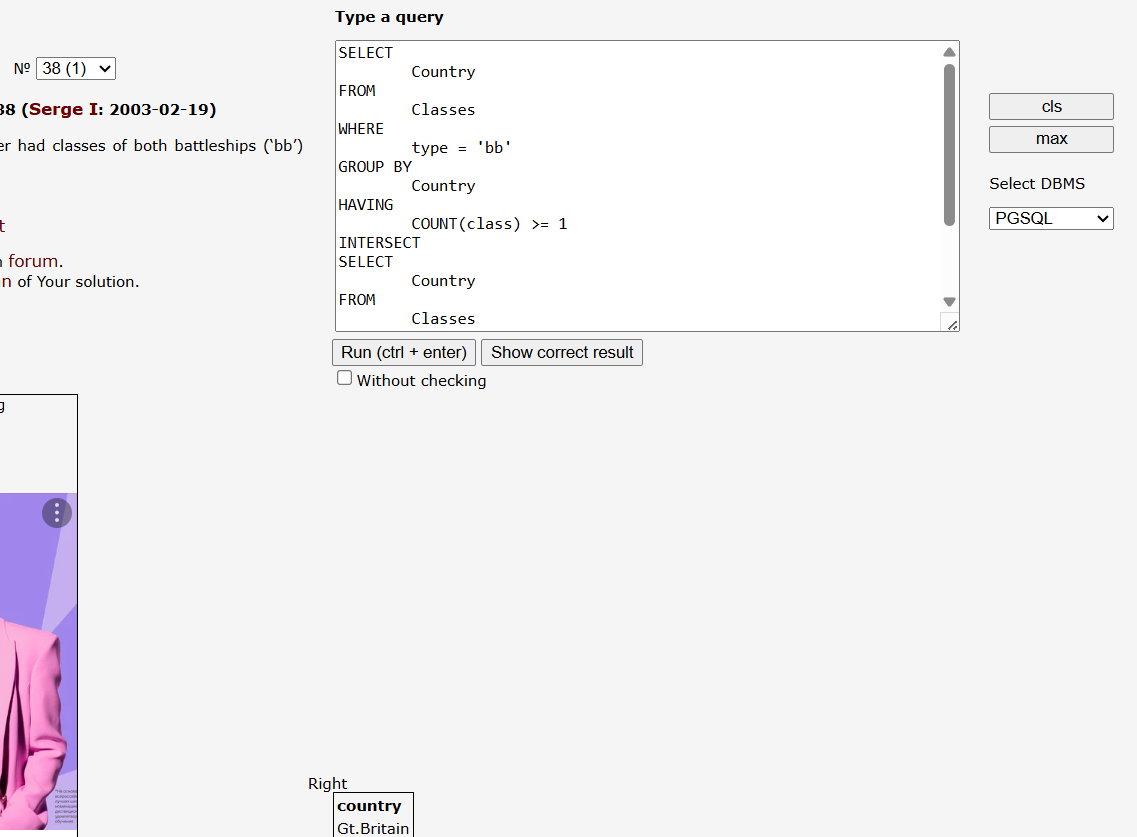 Type a query
Nº 38 (1)
38 (Serge I: 2003-02-19)
er had classes of both battleships (‘bb’)
t
n forum.
n of Your solution.
SELECT
Country
FROM
Classes
WHERE
type = 'bb'
GROUP BY
Country
HAVING
COUNT(class) >= 1
INTERSECT
SELECT
Country
FROM
Classes
cls
max
Select DBMS
PGSQL
Run (ctrl + enter) Show correct result
Without checking
g
Right
country
Gt.Britain